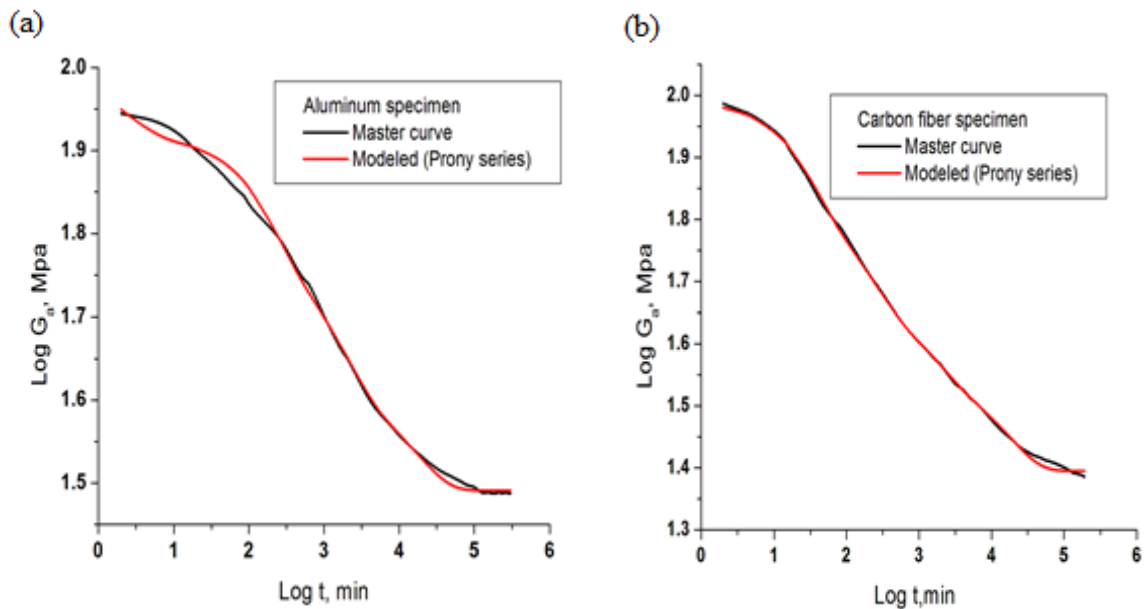 (a)
2.0
1.9
1.8
1.7
1.6
1.5
Log Ga, Mpa
Aluminum specimen
Master curve
Modeled (Prony series)
0 1 2 3 4 5 6
Log t, min
(b)
2.0
1.9
1.8
1.7
1.6
1.5
1.4
1.3
Log Ga, Mpa
Carbon fiber specimen
Master curve
Modeled (Prony series)
0 1 2 3 4 5 6
Log t,min